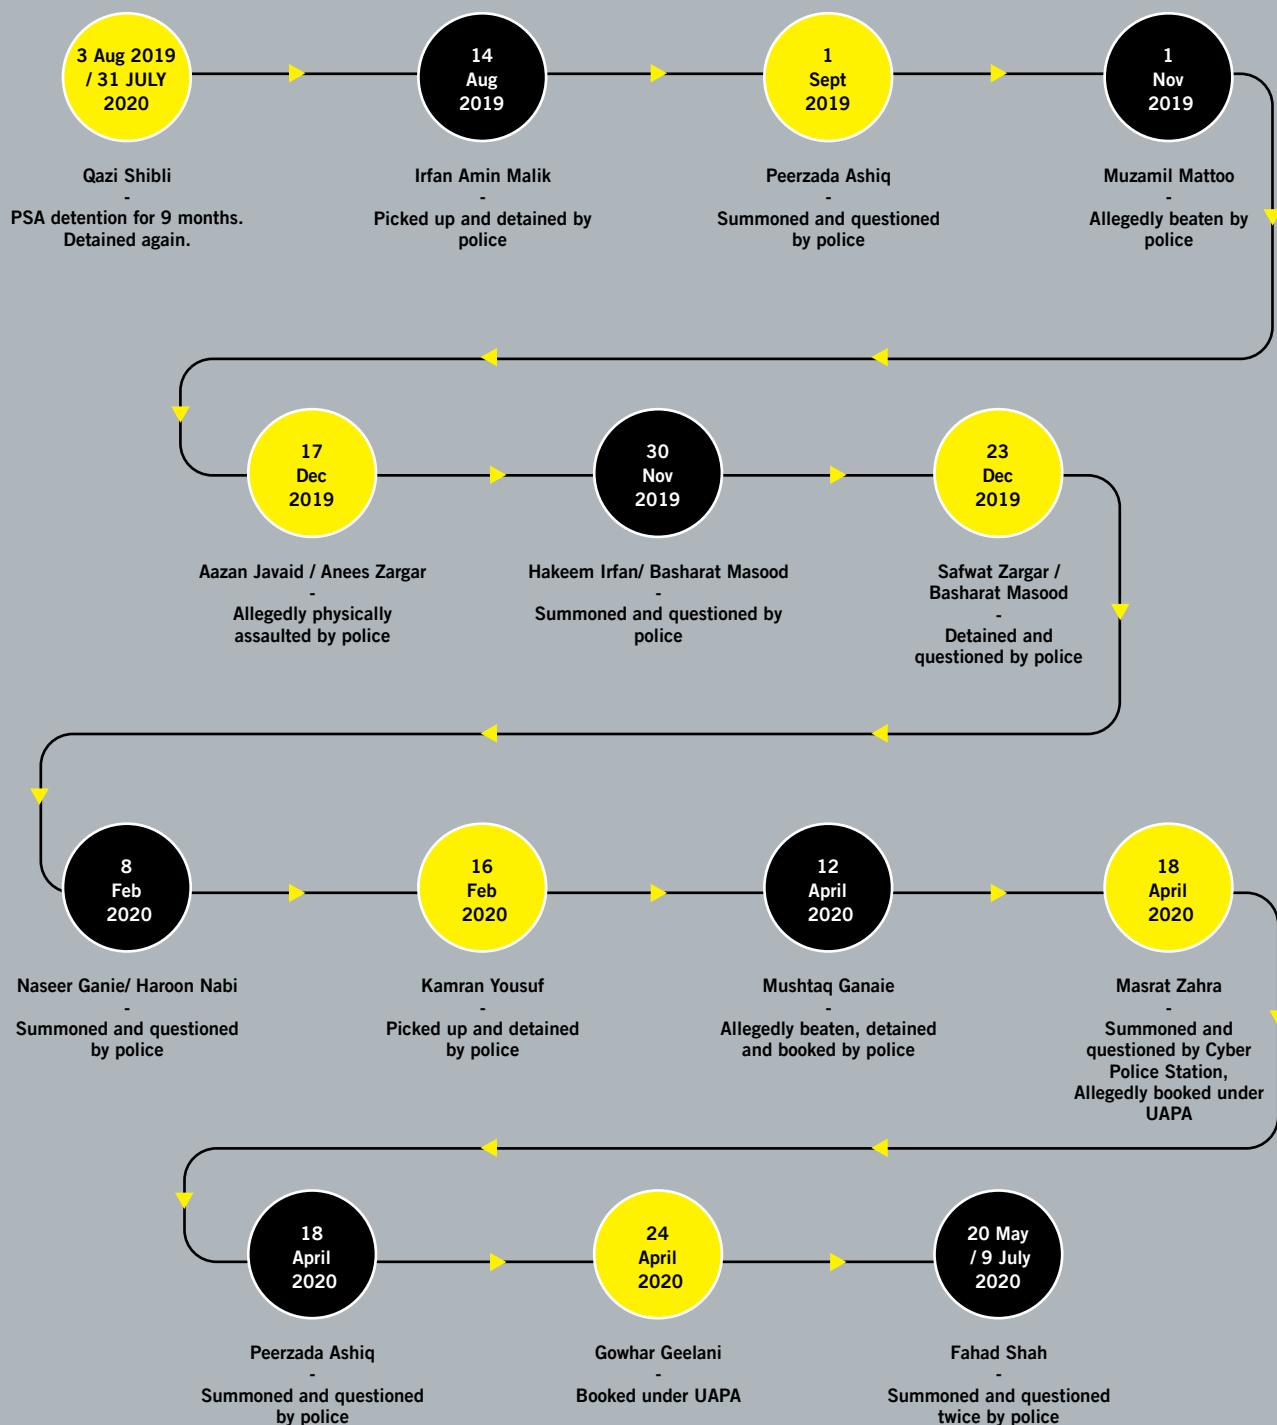 3 Aug 2019
/ 31 JULY
2020
Qazi Shibli
-
PSA detention for 9 months.
Detained again.
14
Aug
2019
Irfan Amin Malik
-
Picked up and detained by
police
1
Sept
2019
Peerzada Ashiq
-
Summoned and questioned
by police
1
Nov
2019
Muzamil Mattoo
-
Allegedly beaten by
police
17
Dec
2019
Aazan Javaid / Anees Zargar
-
Allegedly physically
assaulted by police
30
Nov
2019
Hakeem Irfan/ Basharat Masood
-
Summoned and questioned by
police
23
Dec
2019
Safwat Zargar /
Basharat Masood
-
Detained and
questioned by police
8
Feb
2020
Naseer Ganie/ Haroon Nabi
-
Summoned and questioned
by police
16
Feb
2020
Kamran Yousuf
-
Picked up and detained
by police
12
April
2020
Mushtaq Ganaie
-
Allegedly beaten, detained
and booked by police
18
April
2020
Masrat Zahra
-
Summoned and
questioned by Cyber
Police Station,
Allegedly booked under
UAPA
18
April
2020
Peerzada Ashiq
-
Summoned and questioned
by police
24
April
2020
Gowhar Geelani
-
Booked under UAPA
20 May
/ 9 July
2020
Fahad Shah
-
Summoned and questioned
twice by police